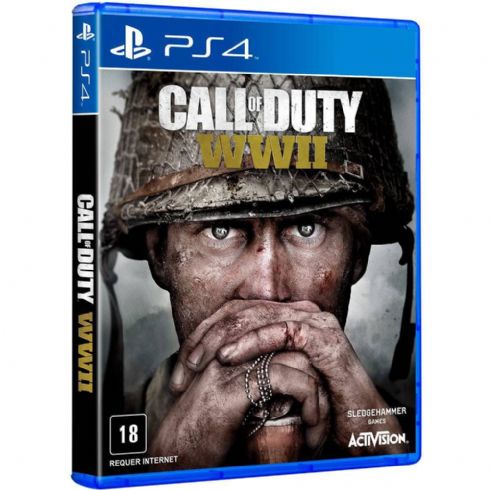 PS4
CALL OF DUTY
WWII
SLEDGEHAMMER
GAMES
ACTIVISION
18
REQUER INTERNET
PS4
CALL OF DUTY WWII